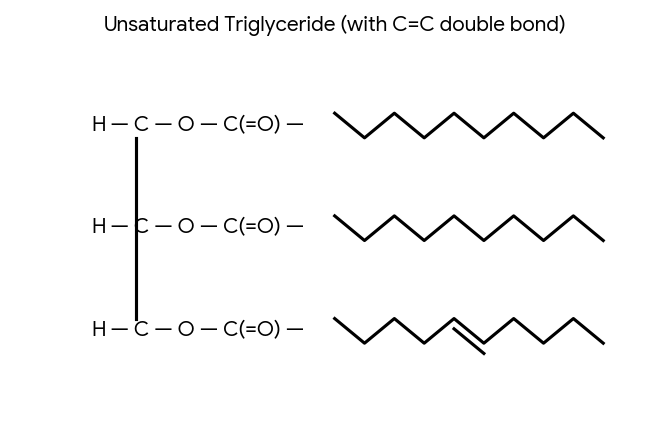 Unsaturated Triglyceride (with C=C double bond)
H — C — O — C(=O) —
H — C — O — C(=O) —
H — C — O — C(=O) —